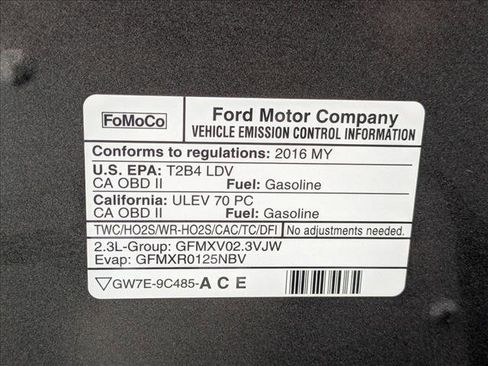 FoMoCo
Ford Motor Company
VEHICLE EMISSION CONTROL INFORMATION
Conforms to regulations: 2016 MY
U.S. EPA: T2B4 LDV
CA OBD II Fuel: Gasoline
California: ULEV 70 PC
CA OBD II Fuel: Gasoline
TWC/HO2S/WR-HO2S/CAC/TC/DFI No adjustments needed.
2.3L-Group: GFMXV02.3VJW
Evap: GFMXR0125NBV
GW7E-9C485-A C E